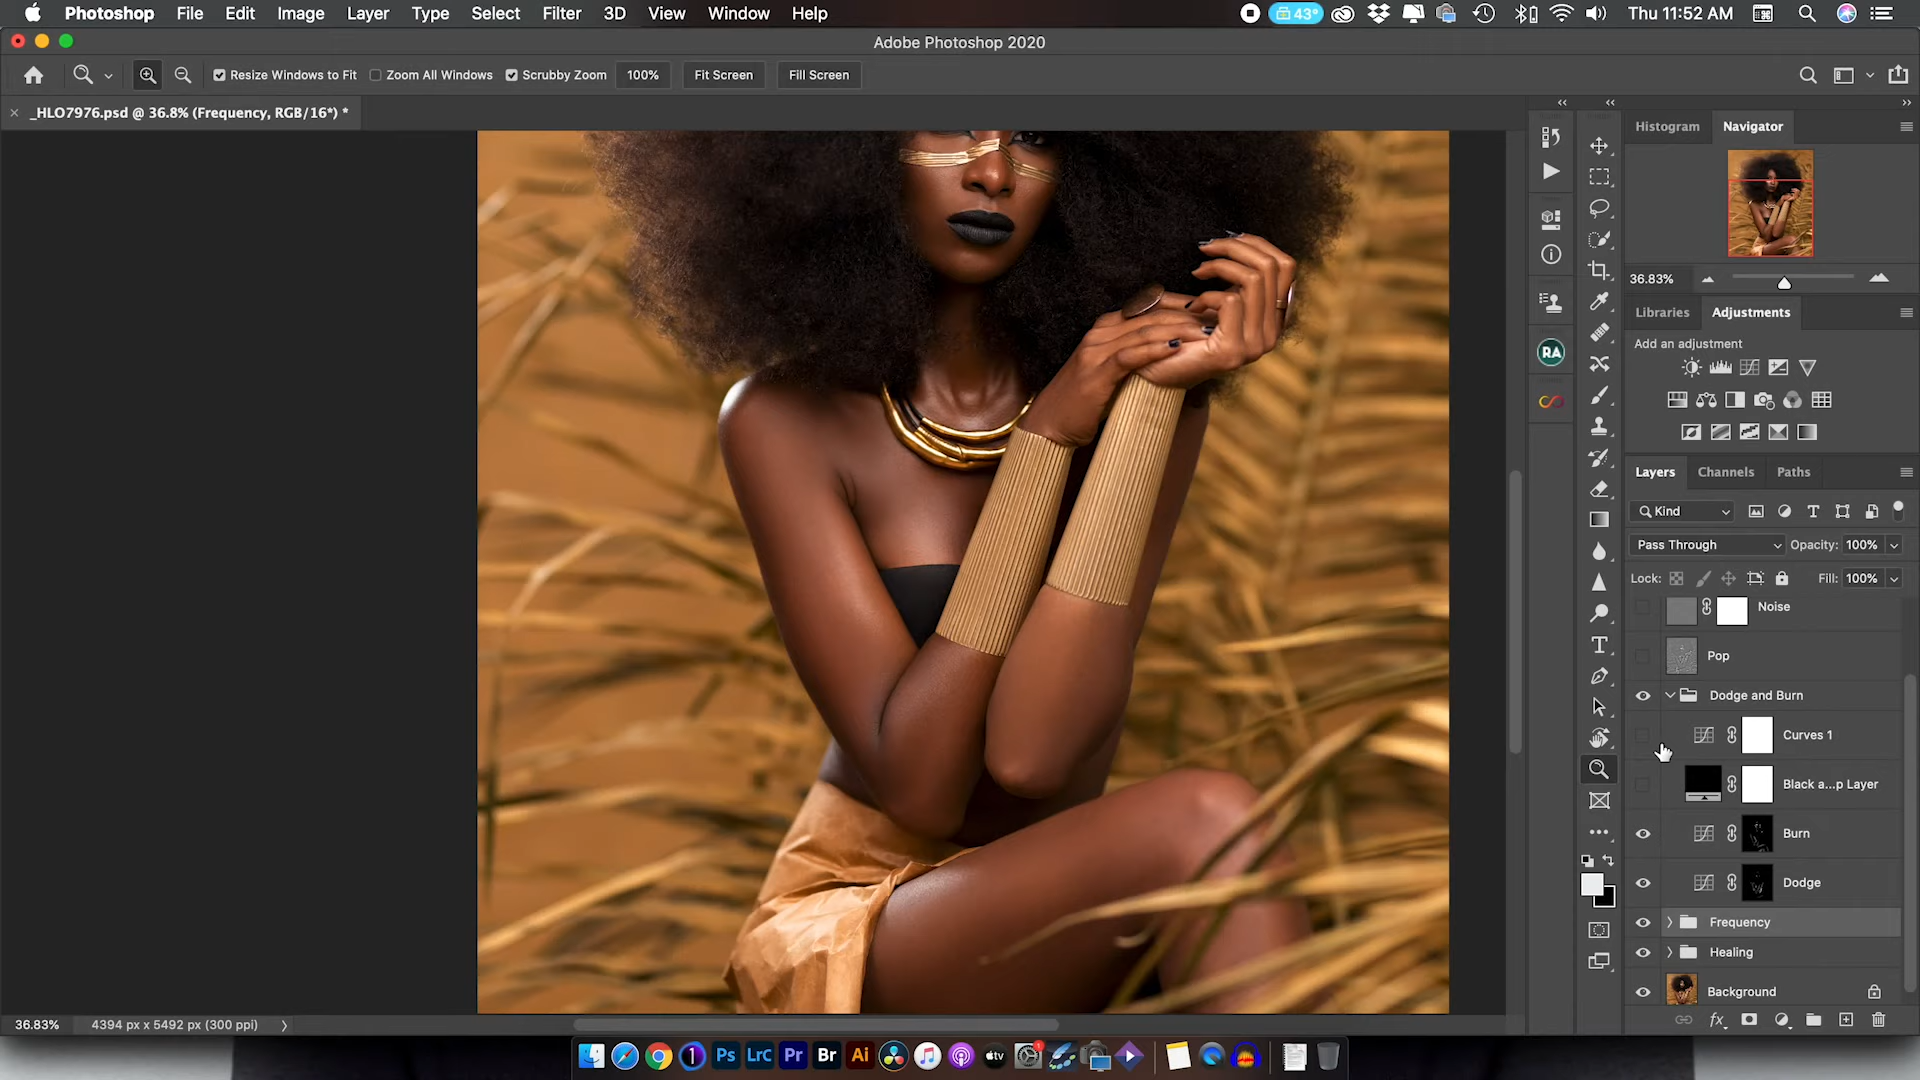 Photoshop File Edit Image Layer Type Select Filter 3D View Window Help 43° Thu 11:52 AM
Adobe Photoshop 2020
Resize Windows to Fit Zoom All Windows Scrubby Zoom 100% Fit Screen Fill Screen
_HLO7976.psd @ 36.8% (Frequency, RGB/16*) *
Histogram Navigator
36.83%
Libraries Adjustments
Add an adjustment
RA
Layers Channels Paths
Kind
Pass Through Opacity: 100%
Lock: Fill: 100%
Noise
Pop
Dodge and Burn
Curves 1
Black a...p Layer
Burn
Dodge
Frequency
Healing
Background
fx
36.83% 4394 px x 5492 px (300 ppi)
1 Ps LrC Pr Br Ai tv 1